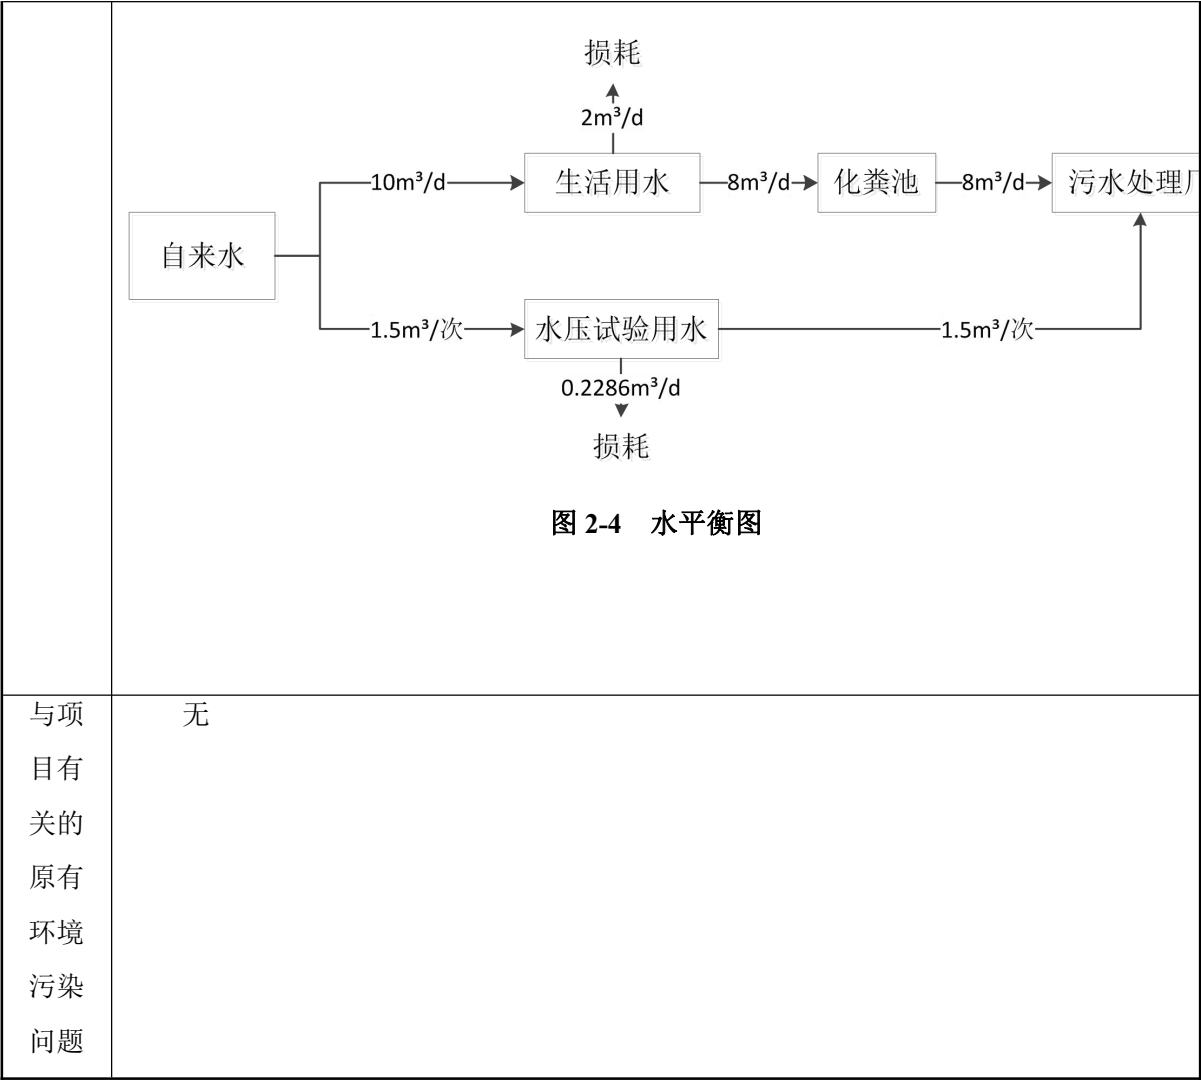 损耗
2m³/d
10m³/d
生活用水
8m³/d
化粪池
8m³/d
污水处理厂
自来水
1.5m³/次
水压试验用水
1.5m³/次
0.2286m³/d
损耗
图 2-4 水平衡图
与项
目有
关的
原有
环境
污染
问题
无